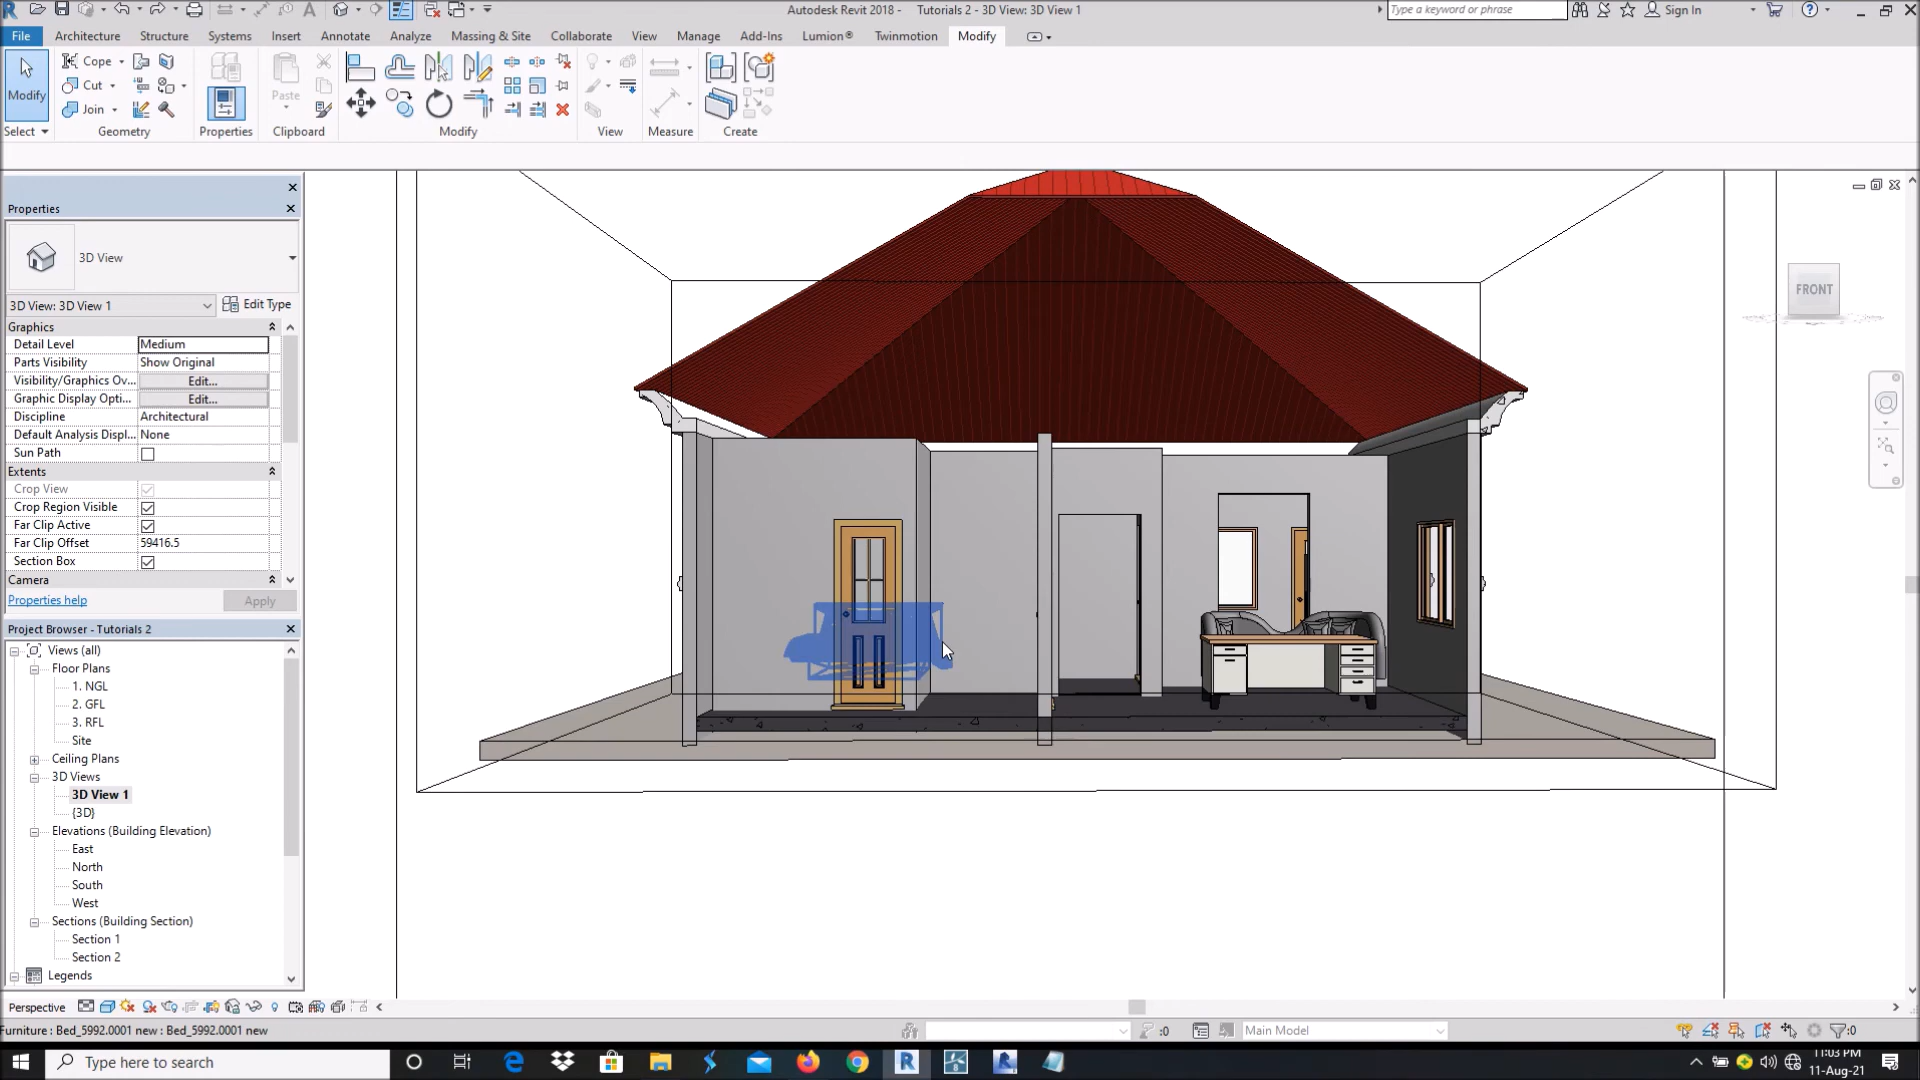 Autodesk Revit 2018 - Tutorials 2 - 3D View: 3D View 1
Type a keyword or phrase
Sign In
File Architecture Structure Systems Insert Annotate Analyze Massing & Site Collaborate View Manage Add-Ins Lumion® Twinmotion Modify
Modify
Cope
Cut
Join
Paste
Select Geometry Properties Clipboard Modify View Measure Create
Properties
3D View
3D View: 3D View 1 Edit Type
Graphics
Detail Level Medium
Parts Visibility Show Original
Visibility/Graphics Ov... Edit...
Graphic Display Opti... Edit...
Discipline Architectural
Default Analysis Displ... None
Sun Path
Extents
Crop View
Crop Region Visible
Far Clip Active
Far Clip Offset 59416.5
Section Box
Camera
Properties help Apply
Project Browser - Tutorials 2
Views (all)
Floor Plans
1. NGL
2. GFL
3. RFL
Site
Ceiling Plans
3D Views
3D View 1
{3D}
Elevations (Building Elevation)
East
North
South
West
Sections (Building Section)
Section 1
Section 2
Legends
FRONT
Perspective
Furniture : Bed_5992.0001 new : Bed_5992.0001 new
:0
Main Model
:0
Type here to search
11:03 PM
11-Aug-21